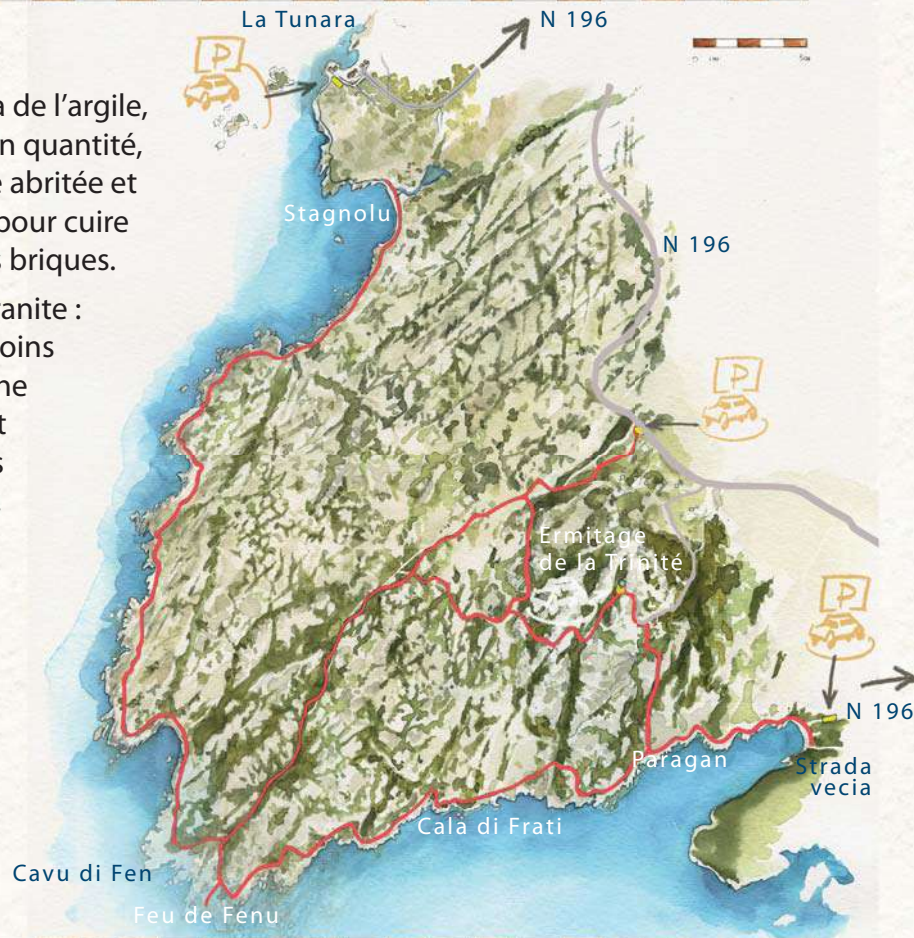 a de l'argile,
n quantité,
e abritée et
pour cuire
s briques.
ranite :
oins
ne
t
s
La Tunara
N 196
P
Stagnolu
N 196
P
Ermitage
de la Trinité
P
N 196
Paragan
Strada
vecia
Cala di Frati
Cavu di Fen
Feu de Fenu